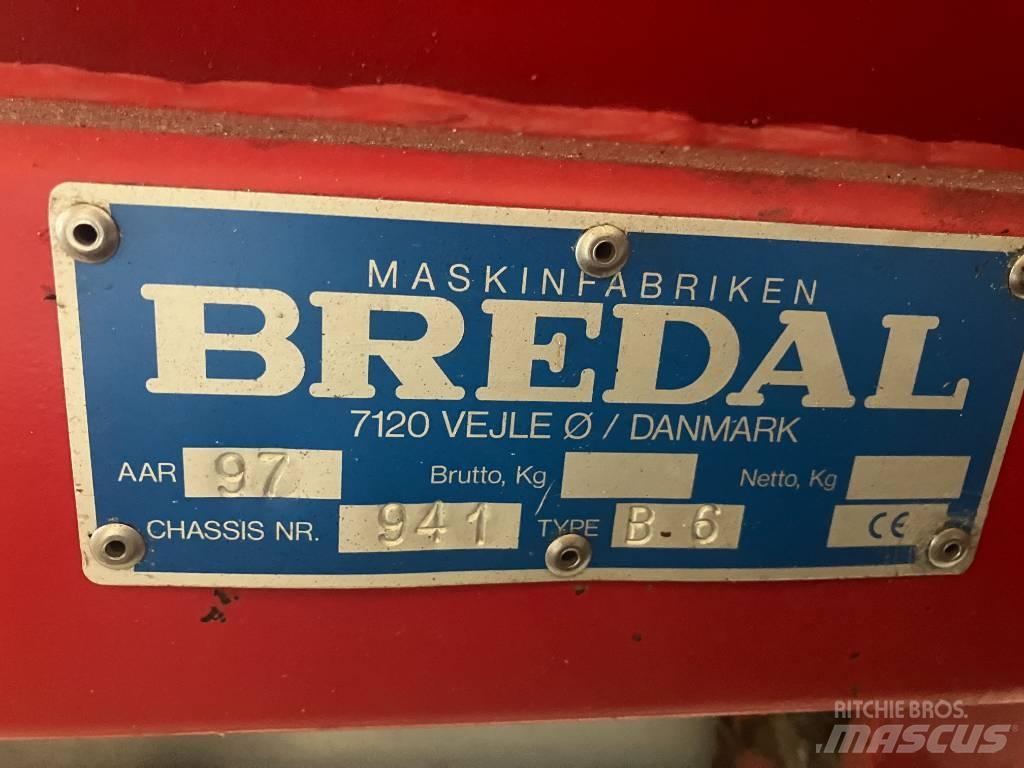 MASKINFABRIKEN
BREDAL
7120 VEJLE Ø / DANMARK
AAR 97 Brutto, Kg Netto, Kg
CHASSIS NR. 941 TYPE B-6 CE
RITCHIE BROS.
MASCUS